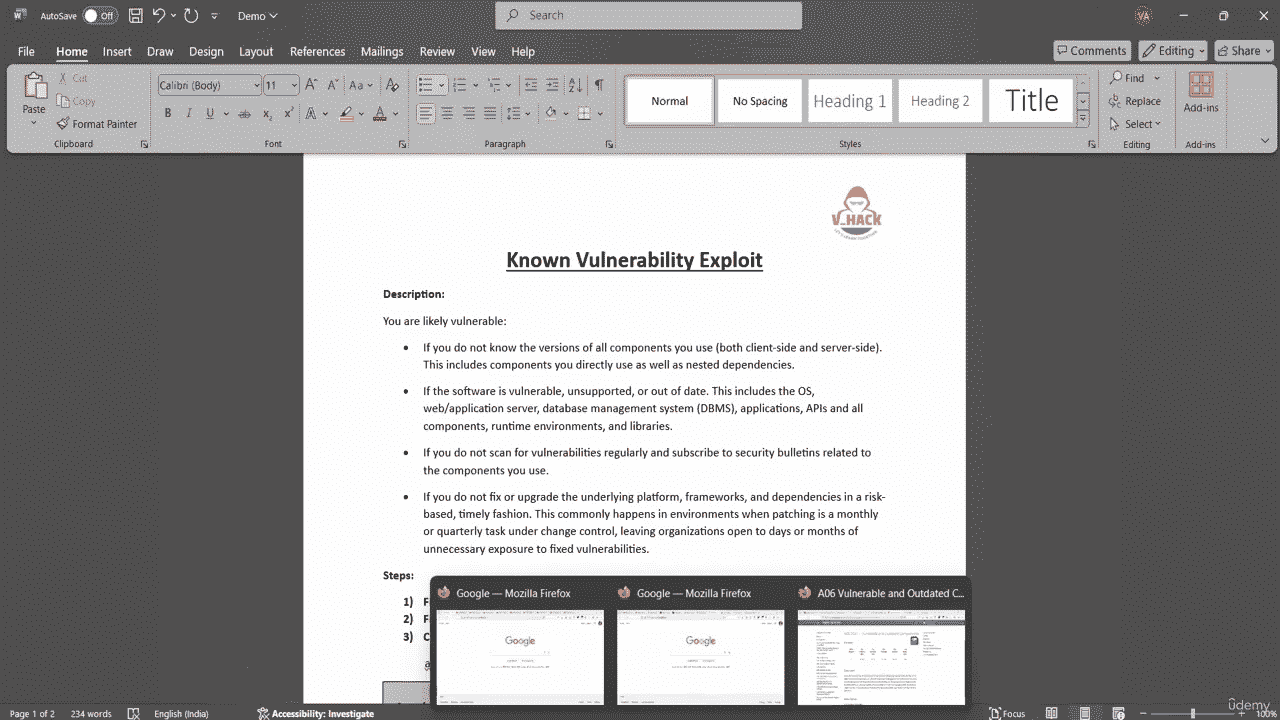 AutoSave Off Demo Search VA
File Home Insert Draw Design Layout References Mailings Review View Help Comments Editing Share
Paste Cut Copy Format Painter
Calibri (Body) 11
Normal No Spacing Heading 1 Heading 2 Title
Find
Select
Add-ins
Clipboard Font Paragraph Styles Editing Add-ins
V_HACK
Known Vulnerability Exploit
Description:
You are likely vulnerable:
• If you do not know the versions of all components you use (both client-side and server-side).
This includes components you directly use as well as nested dependencies.
• If the software is vulnerable, unsupported, or out of date. This includes the OS,
web/application server, database management system (DBMS), applications, APIs and all
components, runtime environments, and libraries.
• If you do not scan for vulnerabilities regularly and subscribe to security bulletins related to
the components you use.
• If you do not fix or upgrade the underlying platform, frameworks, and dependencies in a risk-
based, timely fashion. This commonly happens in environments when patching is a monthly
or quarterly task under change control, leaving organizations open to days or months of
unnecessary exposure to fixed vulnerabilities.
Steps:
1) F
2) F
3) C
Google — Mozilla Firefox Google — Mozilla Firefox A06 Vulnerable and Outdated C...
Google Google
Page 1 of 2 Accessibility: Investigate Focus 100%
udemy